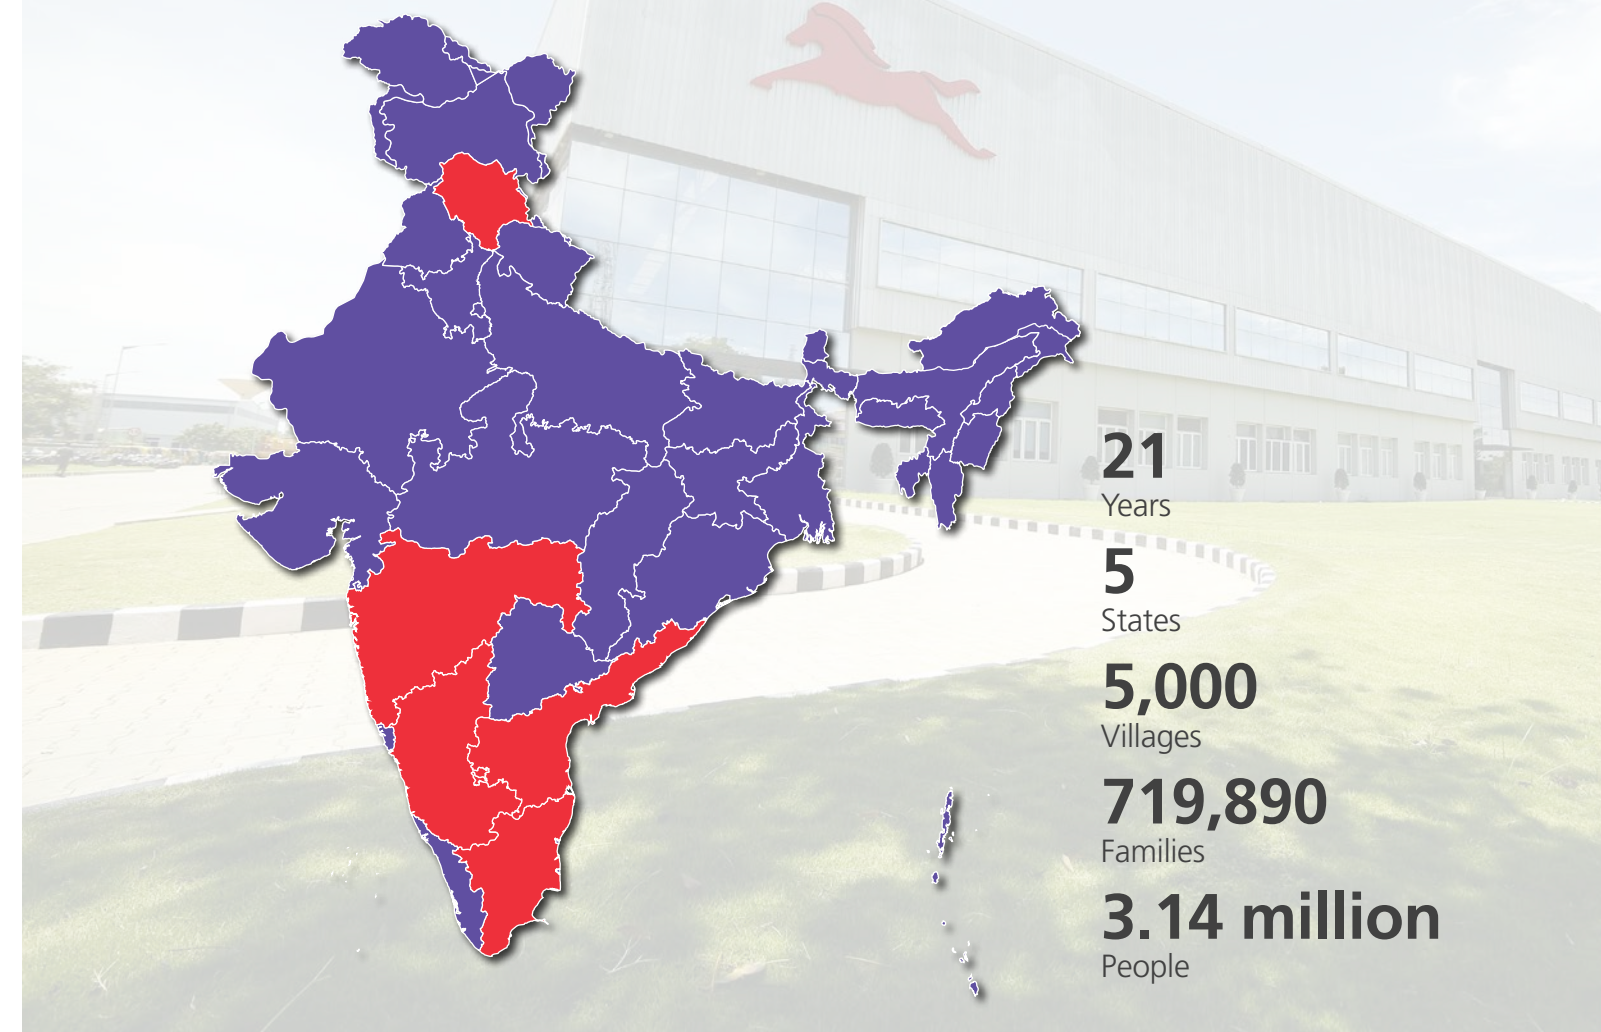 21
Years
5
States
5,000
Villages
719,890
Families
3.14 million
People